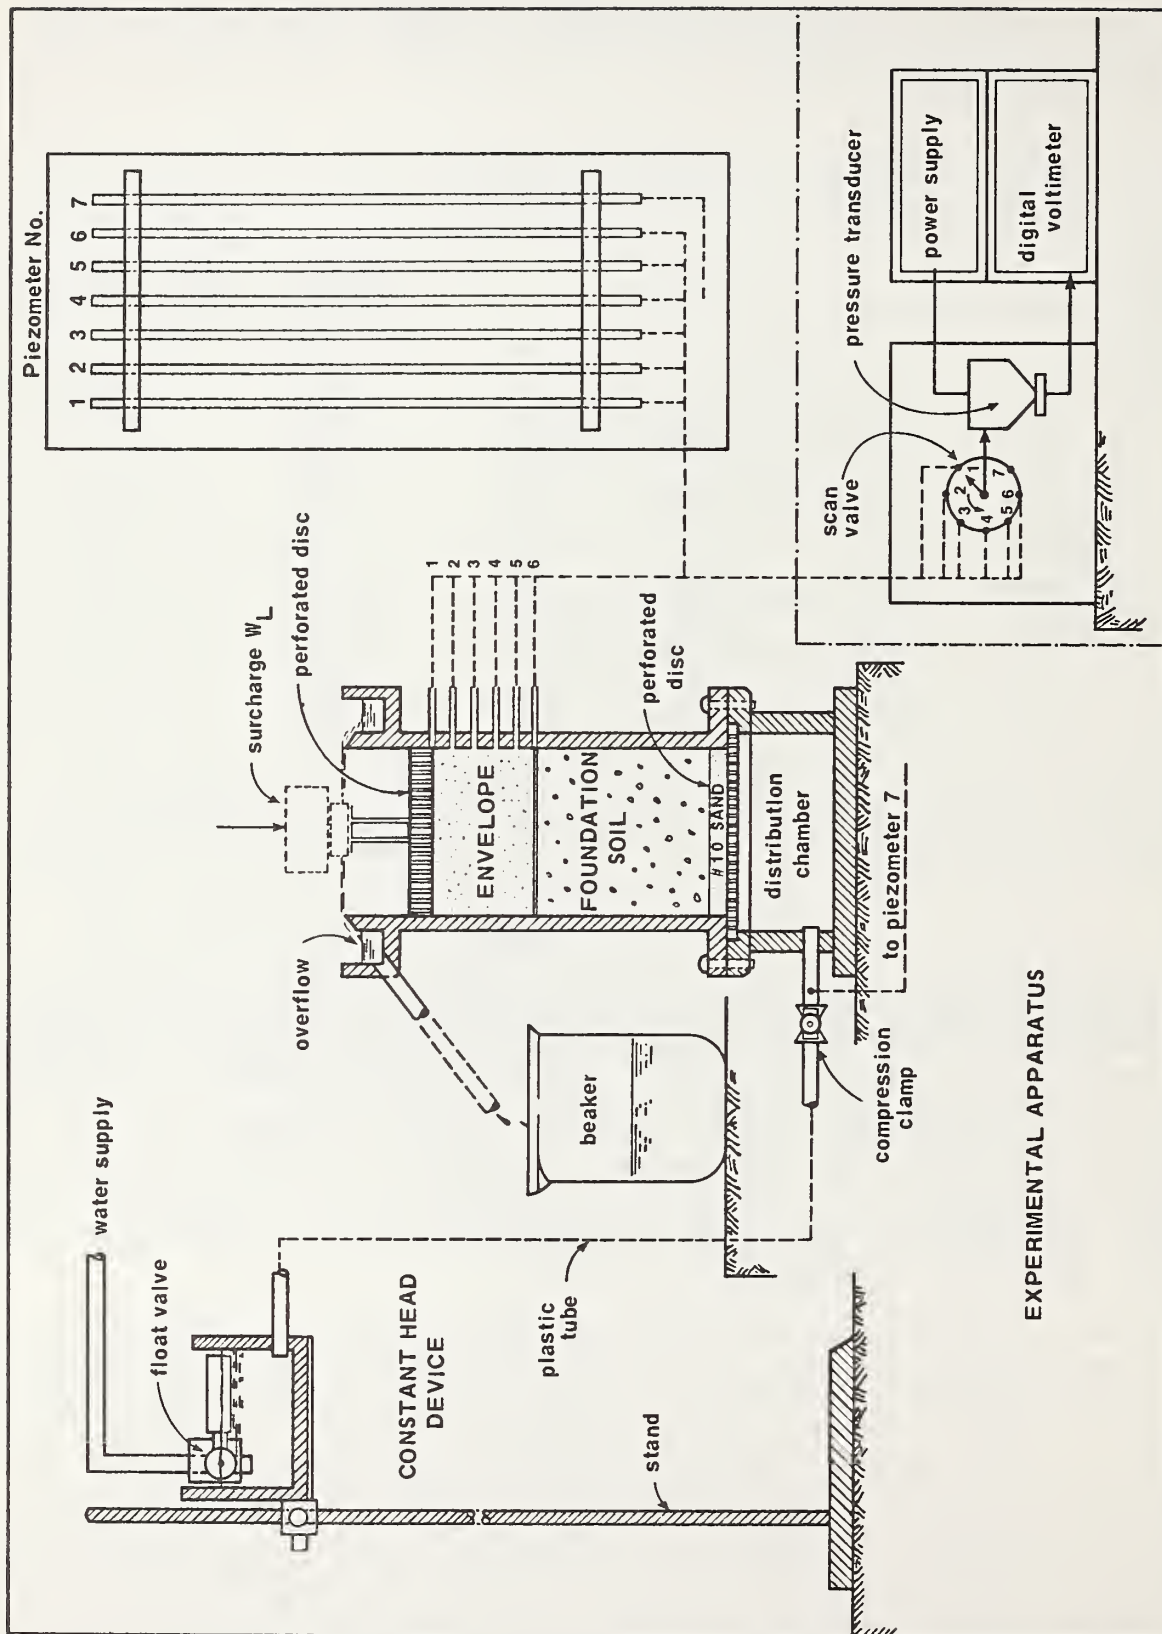 water supply
float valve
CONSTANT HEAD
DEVICE
stand
plastic
tube
overflow
beaker
compression
clamp
surcharge W_L
perforated disc
ENVELOPE
FOUNDATION
SOIL
#10 SAND
perforated
disc
distribution
chamber
to piezometer 7
1
2
3
4
5
6
Piezometer No.
1 2 3 4 5 6 7
scan
valve
1
2
3
4
5
6
7
pressure transducer
power supply
digital
voltimeter
EXPERIMENTAL APPARATUS